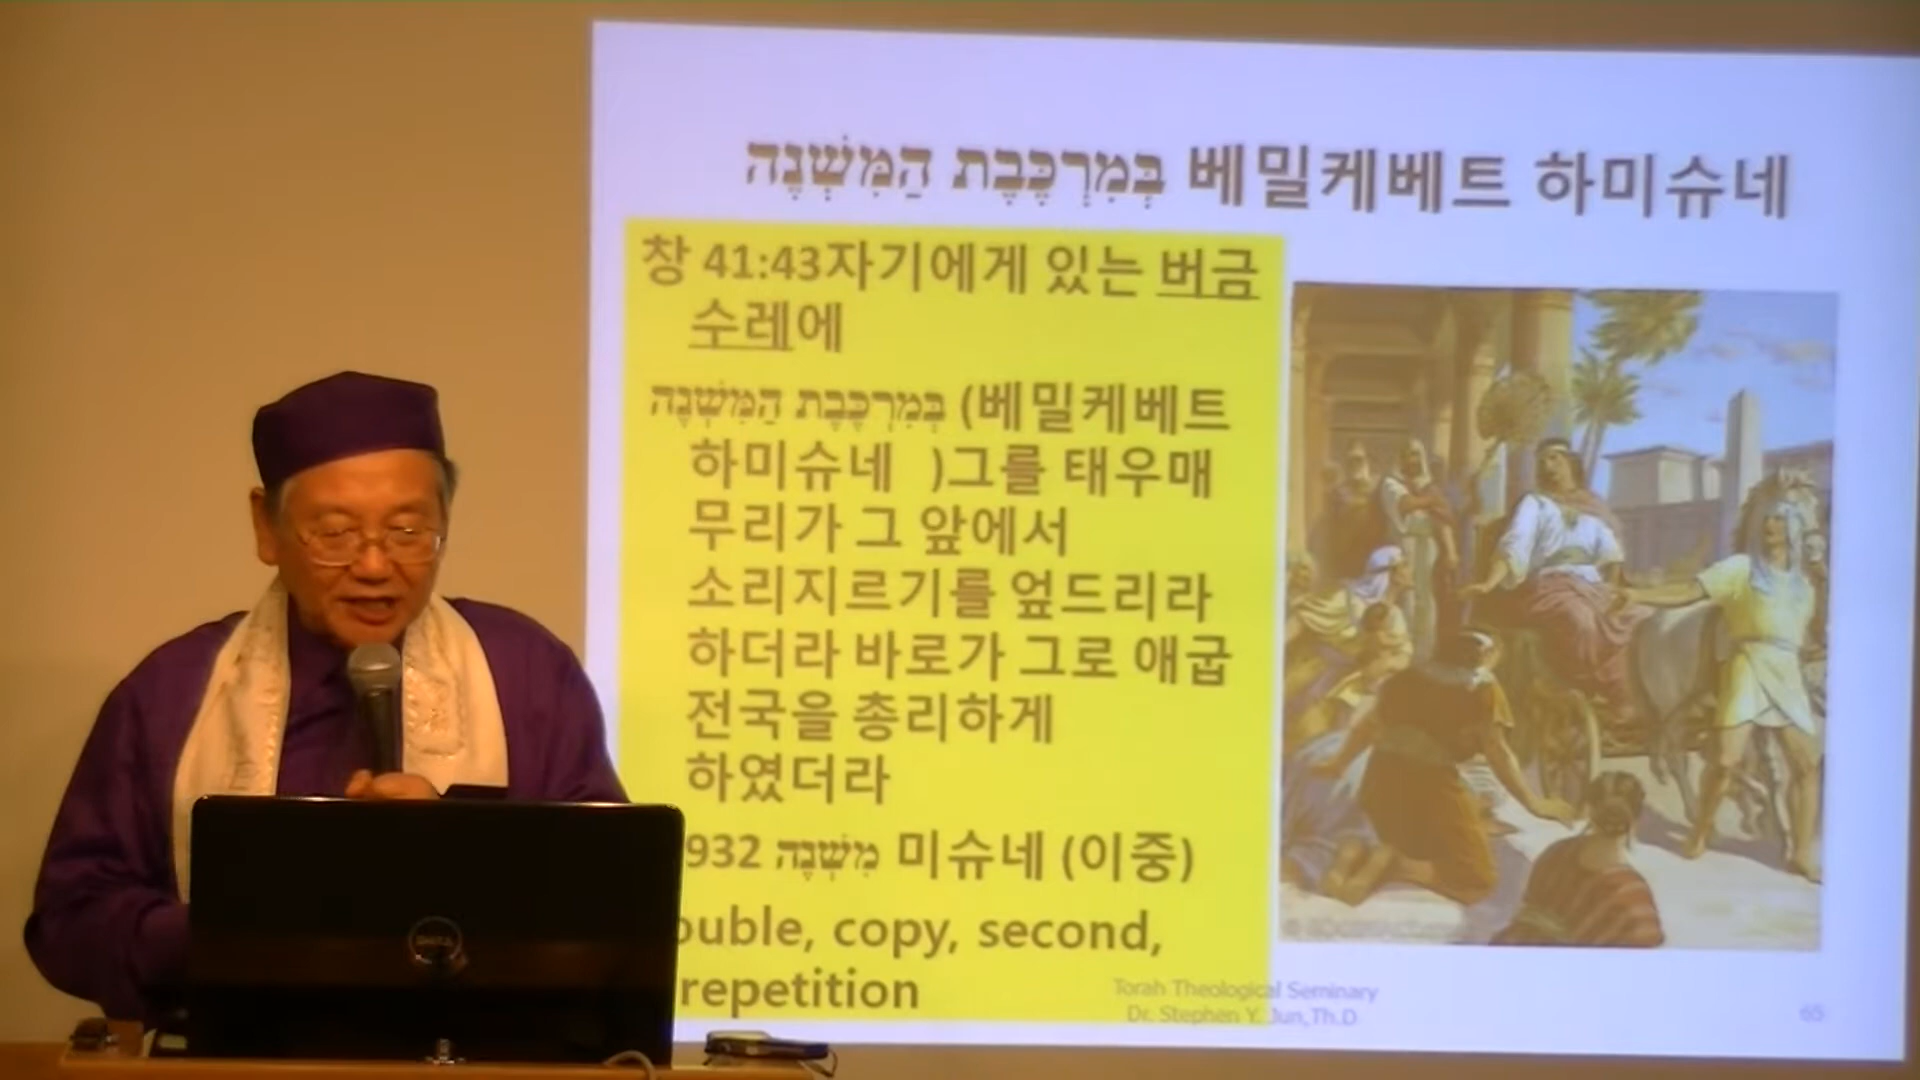 בְּמִרְכֶּבֶת הַמִּשְׁנֶה 베밀케베트 하미슈네
창 41:43자기에게 있는 버금
수레에
בְּמִרְכֶּבֶת הַמִּשְׁנֶה (베밀케베트
하미슈네 )그를 태우매
무리가 그 앞에서
소리지르기를 엎드리라
하더라 바로가 그로 애굽
전국을 총리하게
하였더라
932 מִשְׁנֶה 미슈네 (이중)
ouble, copy, second,
repetition
Torah Theological Seminary
Dr. Stephen Y. Jun,Th.D
65
DELL